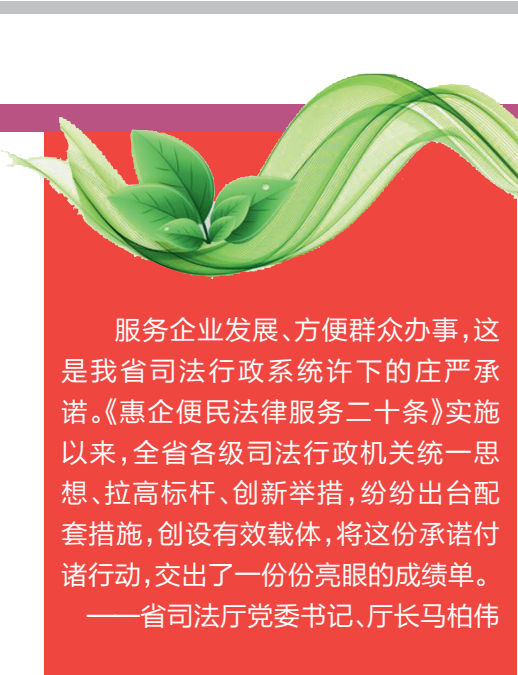 服务企业发展、方便群众办事,这
是我省司法行政系统许下的庄严承
诺。《惠企便民法律服务二十条》实施
以来,全省各级司法行政机关统一思
想、拉高标杆、创新举措,纷纷出台配
套措施,创设有效载体,将这份承诺付
诸行动,交出了一份份亮眼的成绩单。
——省司法厅党委书记、厅长马柏伟